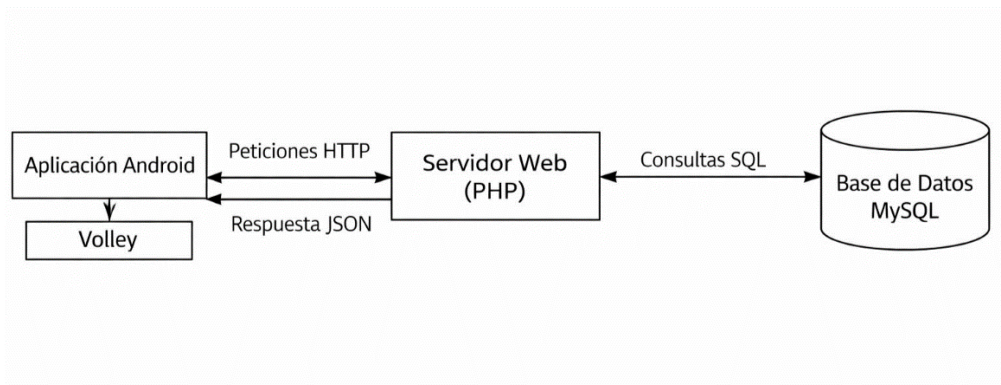 Aplicación Android
Volley
Peticiones HTTP
Respuesta JSON
Servidor Web
(PHP)
Consultas SQL
Base de Datos
MySQL